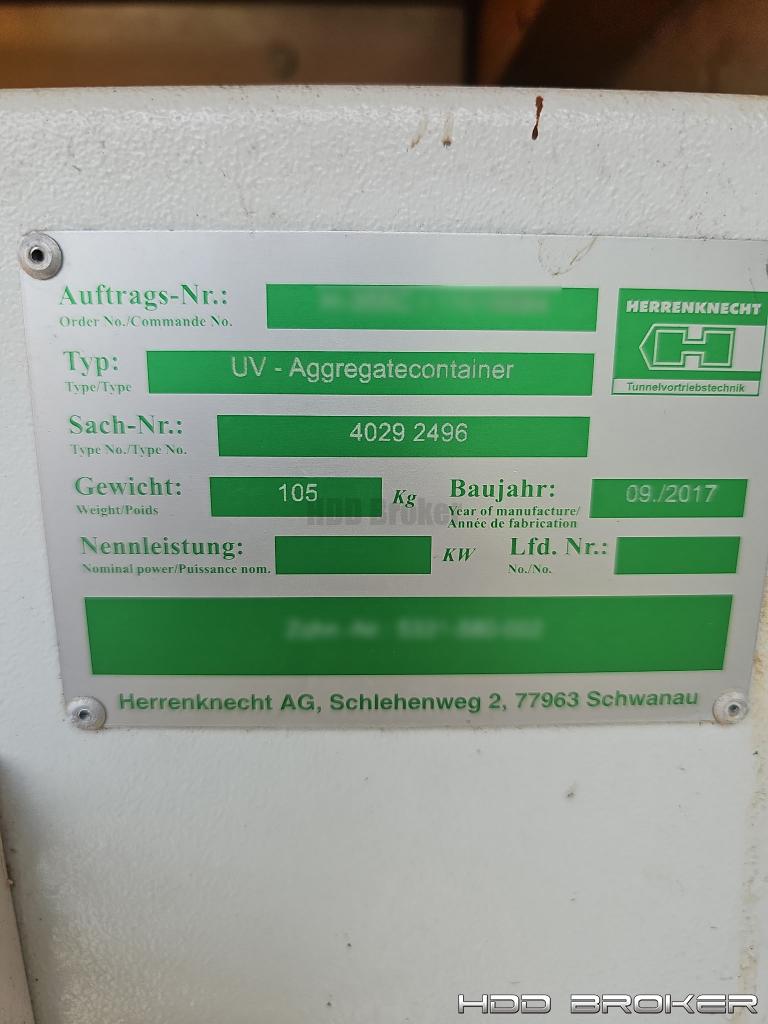 Auftrags-Nr.:
Order No./Commande No.
HERRENKNECHT
Tunnelvortriebstechnik
Typ:
Type/Type
UV - Aggregatecontainer
Sach-Nr.:
Type No./Type No.
4029 2496
Gewicht:
Weight/Poids
105
Kg
Baujahr:
Year of manufacture/
Année de fabrication
09./2017
HDD Broker
Nennleistung:
Nominal power/Puissance nom.
KW
Lfd. Nr.:
No./No.
Herrenknecht AG, Schlehenweg 2, 77963 Schwanau
HDD BROKER